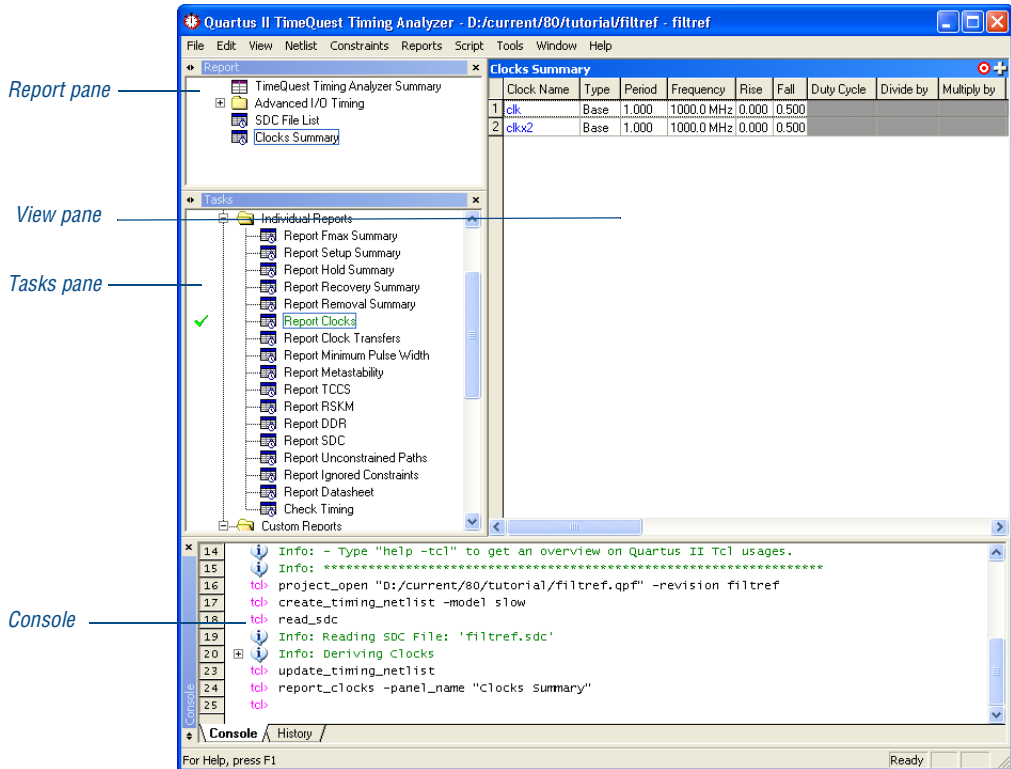 Quartus II TimeQuest Timing Analyzer - D:/current/80/tutorial/filtref - filtref
File Edit View Netlist Constraints Reports Script Tools Window Help
Report pane
Report
TimeQuest Timing Analyzer Summary
Advanced I/O Timing
SDC File List
Clocks Summary
Clocks Summary
Clock Name Type Period Frequency Rise Fall Duty Cycle Divide by Multiply by
1 clk Base 1.000 1000.0 MHz 0.000 0.500
2 clkx2 Base 1.000 1000.0 MHz 0.000 0.500
View pane
Tasks pane
Tasks
Individual Reports
Report Fmax Summary
Report Setup Summary
Report Hold Summary
Report Recovery Summary
Report Removal Summary
Report Clocks
Report Clock Transfers
Report Minimum Pulse Width
Report Metastability
Report TCCS
Report RSKM
Report DDR
Report SDC
Report Unconstrained Paths
Report Ignored Constraints
Report Datasheet
Check Timing
Custom Reports
Console
Console
14 Info: - Type "help -tcl" to get an overview on Quartus II Tcl usages.
15 Info: *******************************************************
16 tcl> project_open "D:/current/80/tutorial/filtref.qpf" -revision filtref
17 tcl> create_timing_netlist -model slow
18 tcl> read_sdc
19 Info: Reading SDC File: 'filtref.sdc'
20 Info: Deriving Clocks
23 tcl> update_timing_netlist
24 tcl> report_clocks -panel_name "Clocks Summary"
25 tcl>
Console History
For Help, press F1
Ready